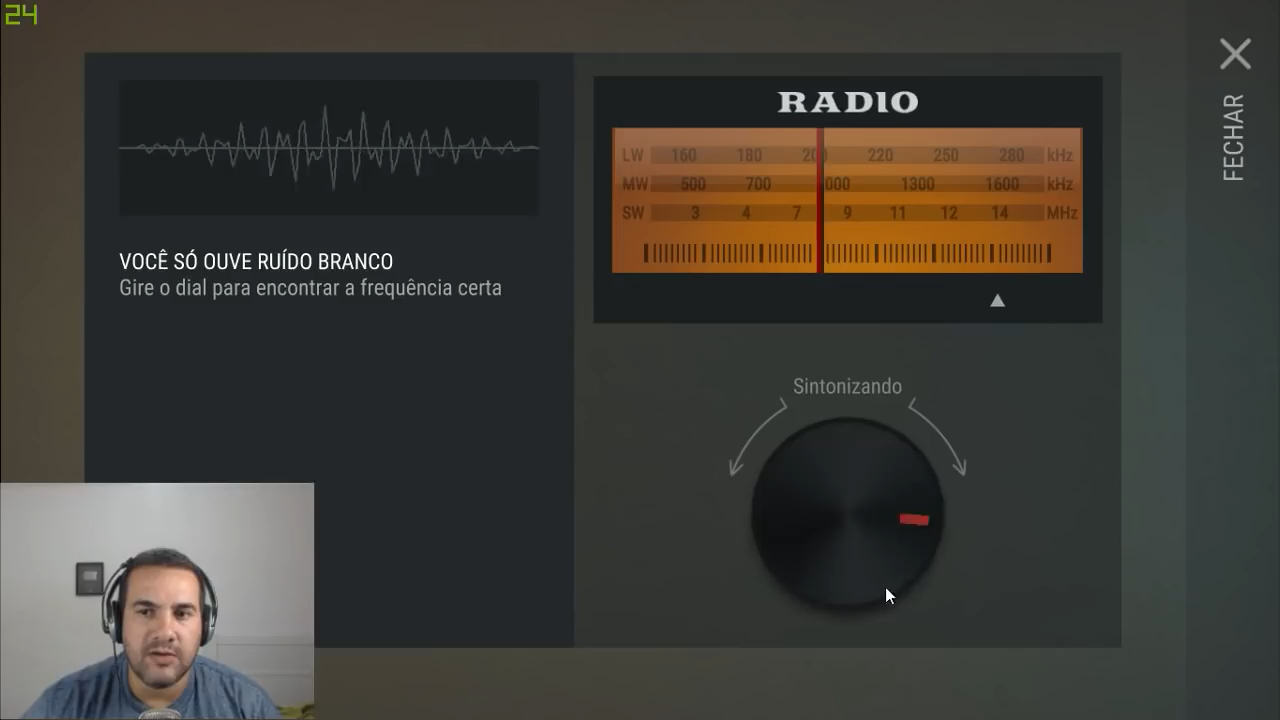 24
RADIO
LW 160 180 220 250 280 kHz
MW 500 700 000 1300 1600 kHz
SW 3 4 7 9 11 12 14 MHz
VOCÊ SÓ OUVE RUÍDO BRANCO
Gire o dial para encontrar a frequência certa
Sintonizando
FECHAR